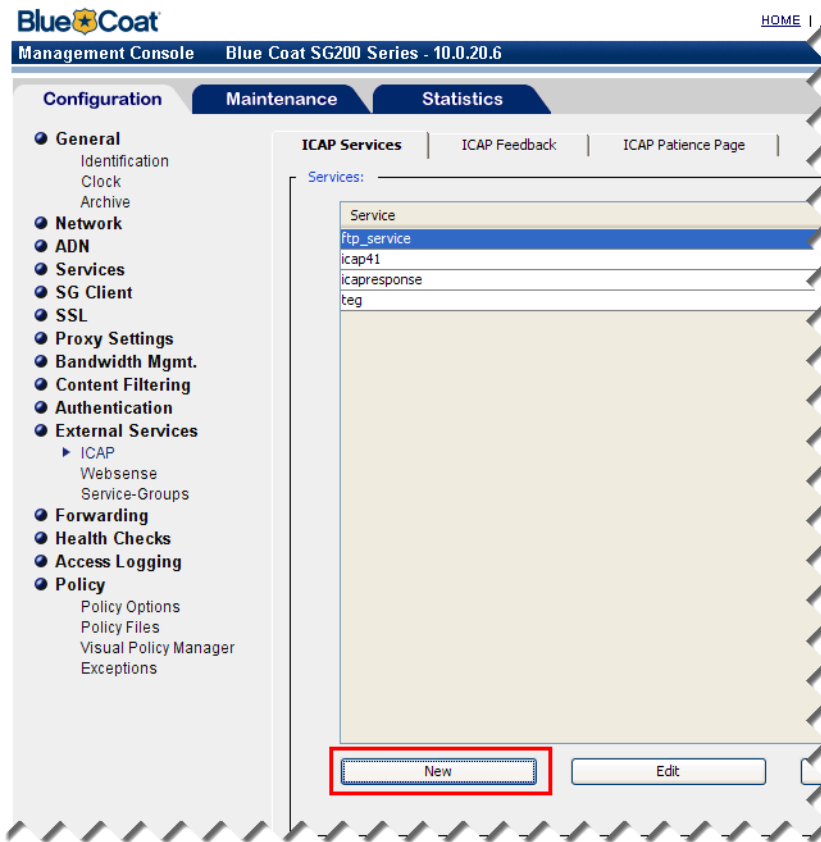 Blue Coat
HOME |
Management Console Blue Coat SG200 Series - 10.0.20.6
Configuration Maintenance Statistics
General
Identification
Clock
Archive
Network
ADN
Services
SG Client
SSL
Proxy Settings
Bandwidth Mgmt.
Content Filtering
Authentication
External Services
ICAP
Websense
Service-Groups
Forwarding
Health Checks
Access Logging
Policy
Policy Options
Policy Files
Visual Policy Manager
Exceptions
ICAP Services | ICAP Feedback | ICAP Patience Page |
Services:
Service
ftp_service
icap41
icapresponse
teg
New Edit